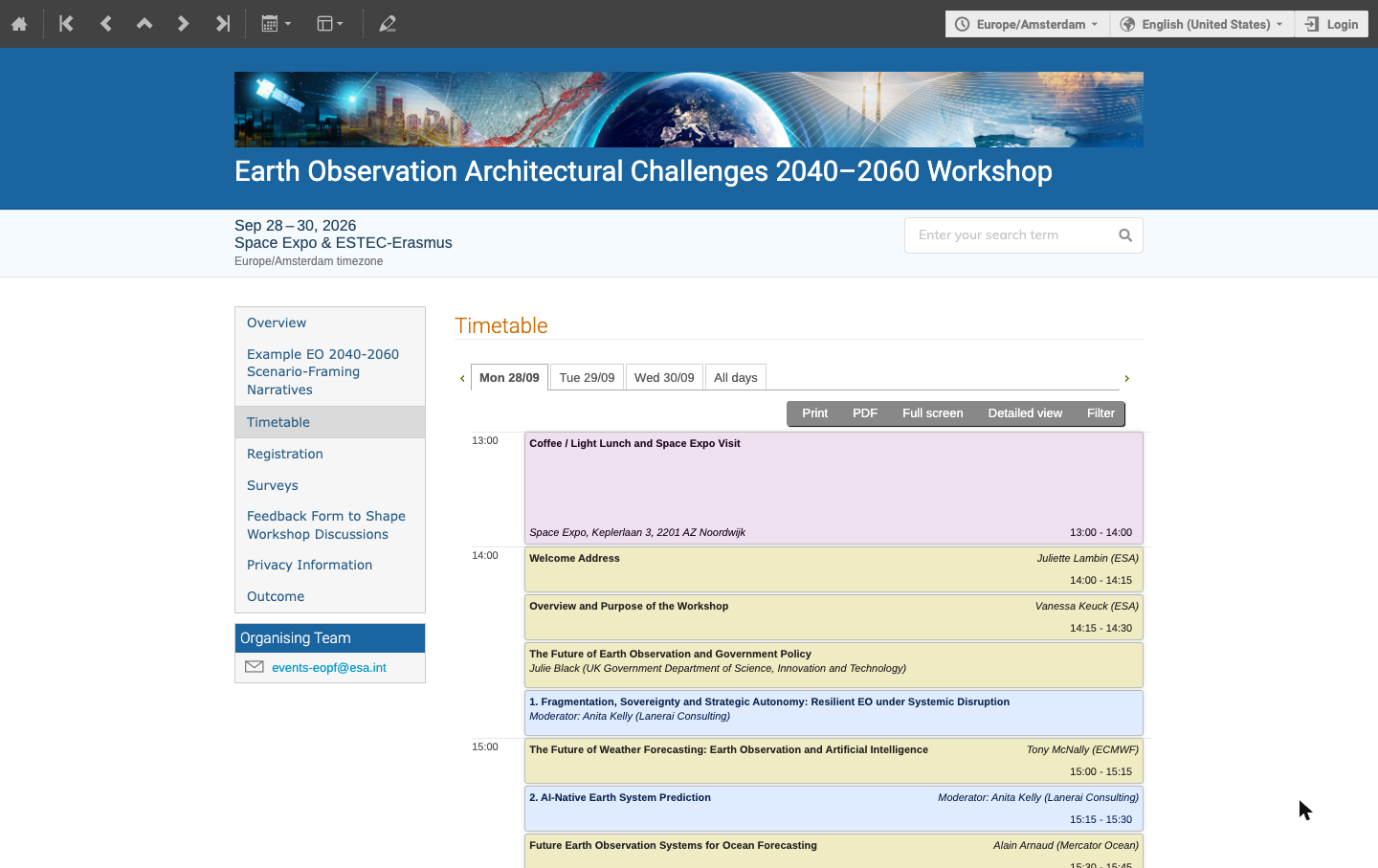 Europe/Amsterdam
English (United States)
Login
Earth Observation Architectural Challenges 2040–2060 Workshop
Sep 28 – 30, 2026
Space Expo & ESTEC-Erasmus
Europe/Amsterdam timezone
Enter your search term
Overview
Example EO 2040-2060
Scenario-Framing
Narratives
Timetable
Registration
Surveys
Feedback Form to Shape
Workshop Discussions
Privacy Information
Outcome
Organising Team
events-eopf@esa.int
Timetable
Mon 28/09
Tue 29/09
Wed 30/09
All days
Print
PDF
Full screen
Detailed view
Filter
13:00
Coffee / Light Lunch and Space Expo Visit
Space Expo, Keplerlaan 3, 2201 AZ Noordwijk
13:00 - 14:00
14:00
Welcome Address
Juliette Lambin (ESA)
14:00 - 14:15
Overview and Purpose of the Workshop
Vanessa Keuck (ESA)
14:15 - 14:30
The Future of Earth Observation and Government Policy
Julie Black (UK Government Department of Science, Innovation and Technology)
1. Fragmentation, Sovereignty and Strategic Autonomy: Resilient EO under Systemic Disruption
Moderator: Anita Kelly (Lanerai Consulting)
15:00
The Future of Weather Forecasting: Earth Observation and Artificial Intelligence
Tony McNally (ECMWF)
15:00 - 15:15
2. AI-Native Earth System Prediction
Moderator: Anita Kelly (Lanerai Consulting)
15:15 - 15:30
Future Earth Observation Systems for Ocean Forecasting
Alain Arnaud (Mercator Ocean)
15:30 - 15:45